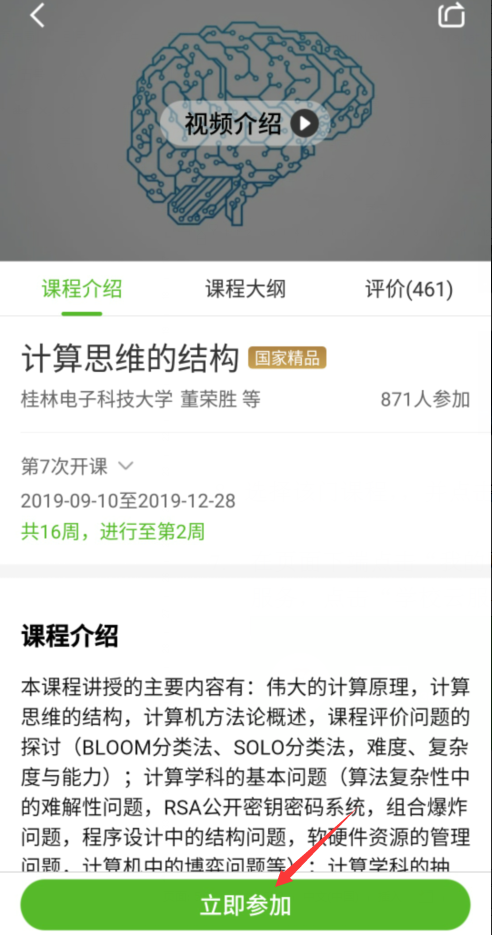 视频介绍
课程介绍 课程大纲 评价(461)
计算思维的结构 国家精品
桂林电子科技大学 董荣胜 等 871人参加
第7次开课
2019-09-10至2019-12-28
共16周，进行至第2周
课程介绍
本课程讲授的主要内容有：伟大的计算原理，计算
思维的结构，计算机方法论概述，课程评价问题的
探讨（BLOOM分类法、SOLO分类法，难度、复杂
度与能力）；计算学科的基本问题（算法复杂性中
的难解性问题，RSA公开密钥密码系统，组合爆炸
问题，程序设计中的结构问题，软硬件资源的管理
问题，计算机中的博弈问题等）；计算学科的抽
立即参加